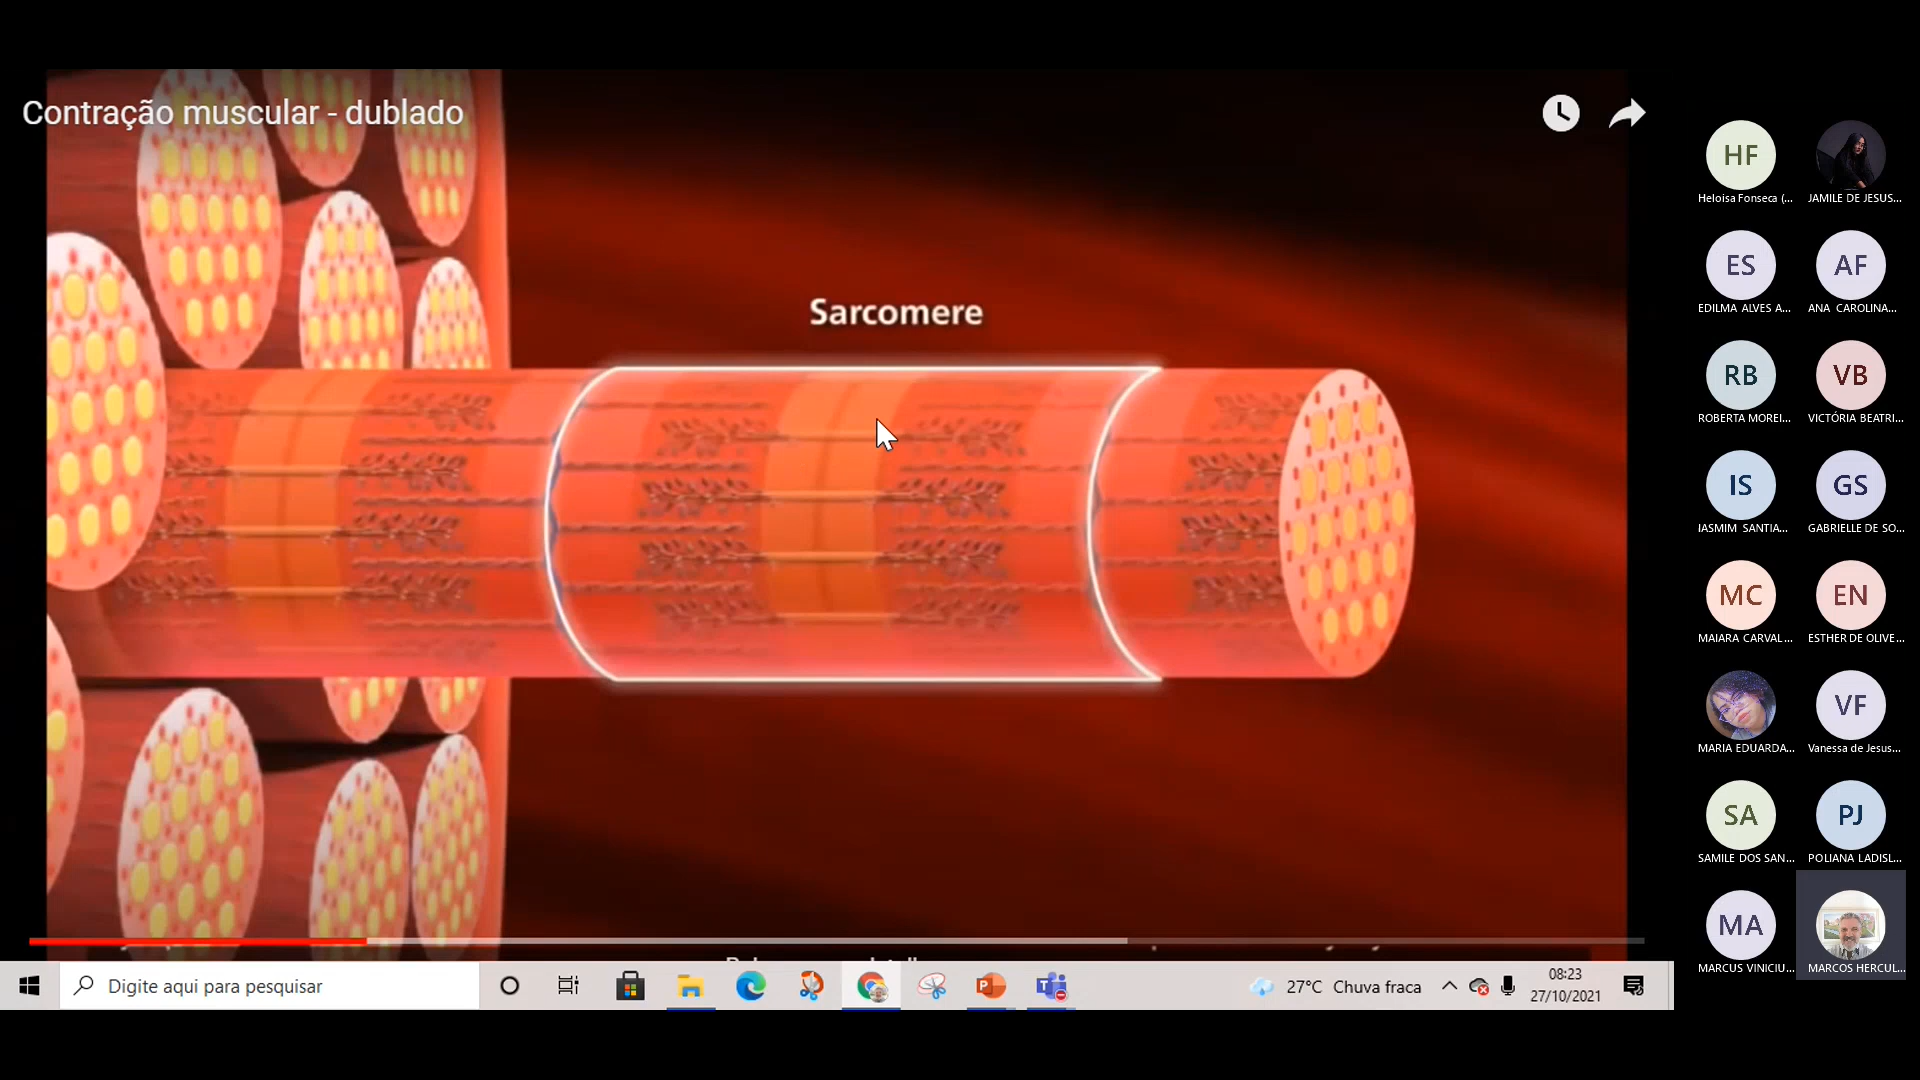 Contração muscular - dublado
Sarcomere
HF
Heloisa Fonseca (...
JAMILE DE JESUS...
ES
EDILMA ALVES A...
AF
ANA CAROLINA...
RB
ROBERTA MOREI...
VB
VICTÓRIA BEATRI...
IS
IASMIM SANTIA...
GS
GABRIELLE DE SO...
MC
MAIARA CARVAL...
EN
ESTHER DE OLIVE...
MARIA EDUARDA...
VF
Vanessa de Jesus...
SA
SAMILE DOS SAN...
PJ
POLIANA LADISL...
MA
MARCUS VINICIU...
MARCOS HERCUL...
Digite aqui para pesquisar
27°C Chuva fraca
08:23
27/10/2021